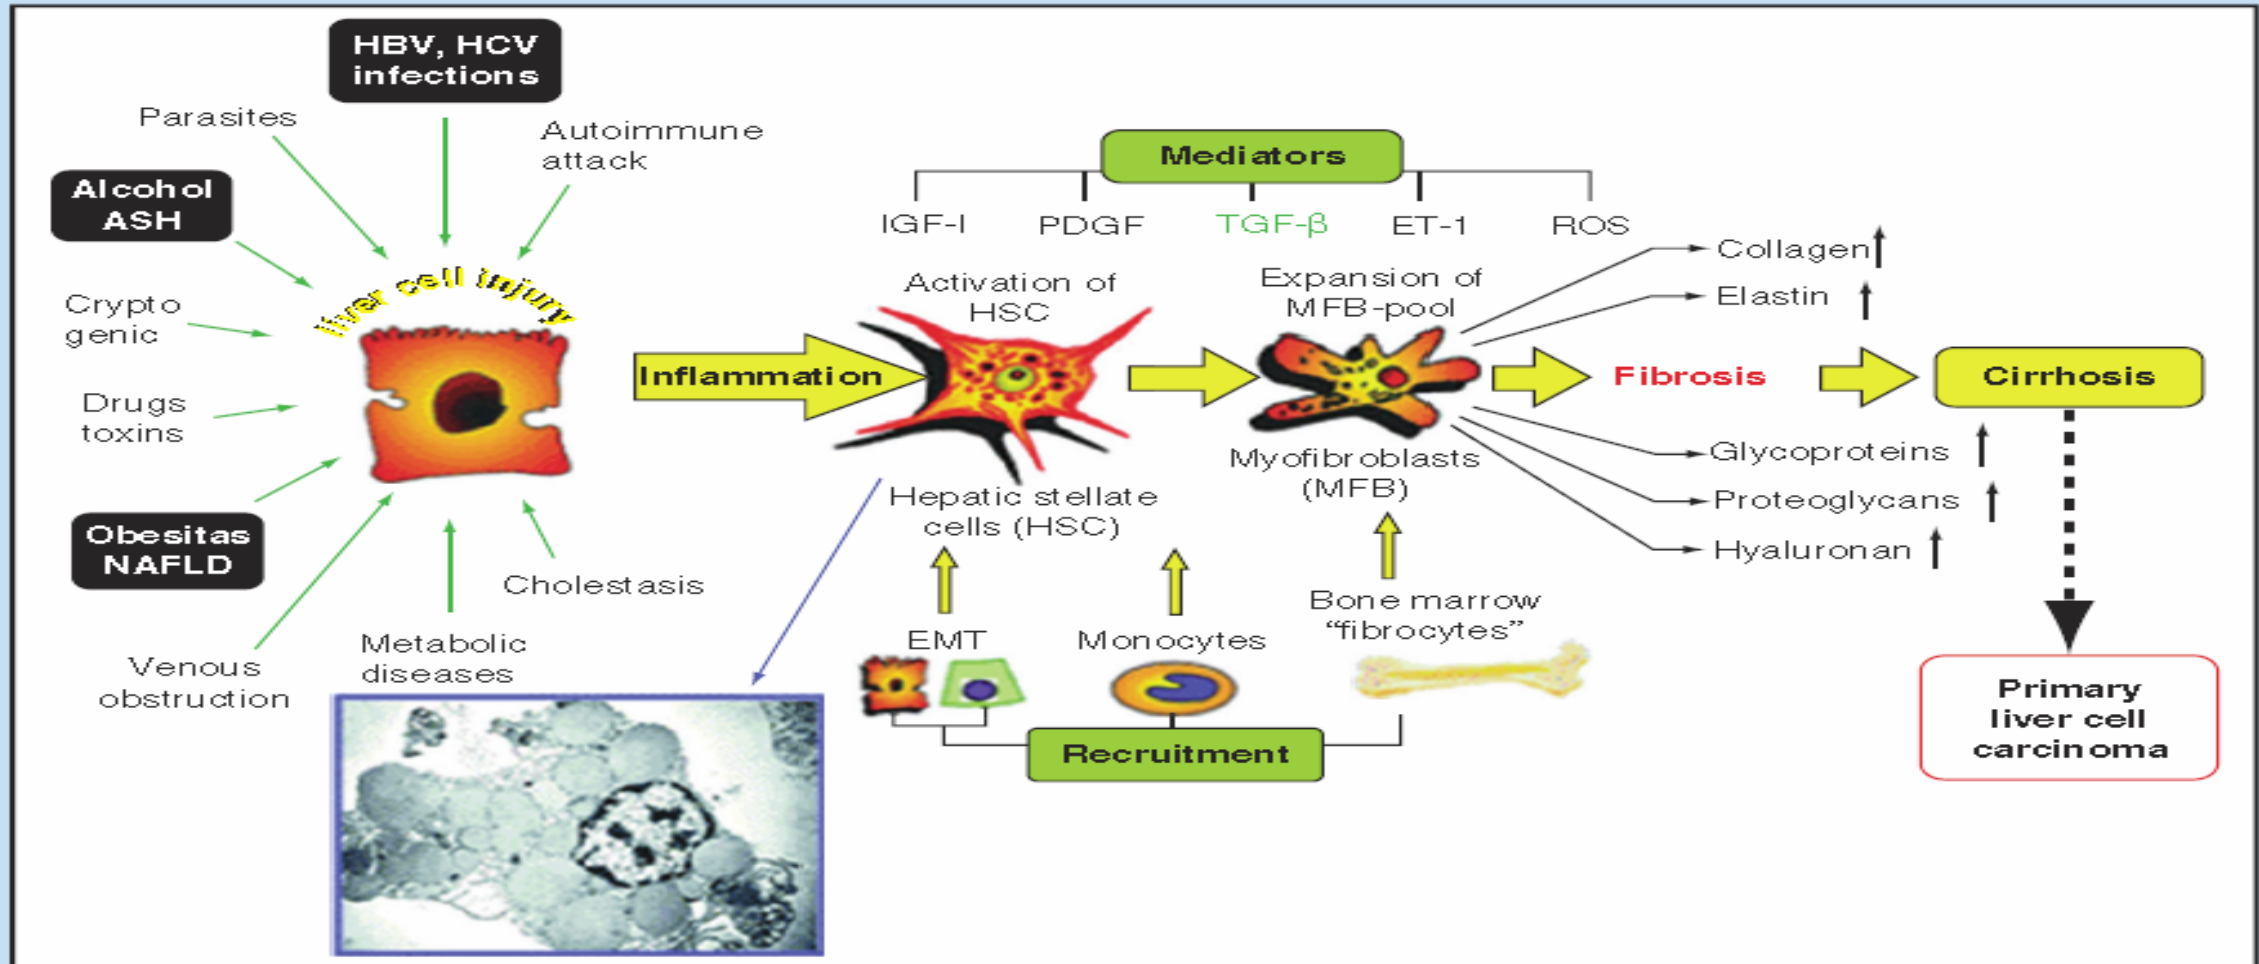 HBV, HCV
infections
Parasites
Autoimmune
attack
Alcohol
ASH
liver cell injury
Crypto
genic
Drugs
toxins
Obesitas
NAFLD
Venous
obstruction
Metabolic
diseases
Cholestasis
Inflammation
Mediators
IGF-I
PDGF
TGF-β
ET-1
ROS
Activation of
HSC
Expansion of
MFB-pool
Hepatic stellate
cells (HSC)
Myofibroblasts
(MFB)
EMT
Monocytes
Bone marrow
“fibrocytes”
Recruitment
Collagen
Elastin
Fibrosis
Cirrhosis
Glycoproteins
Proteoglycans
Hyaluronan
Primary
liver cell
carcinoma